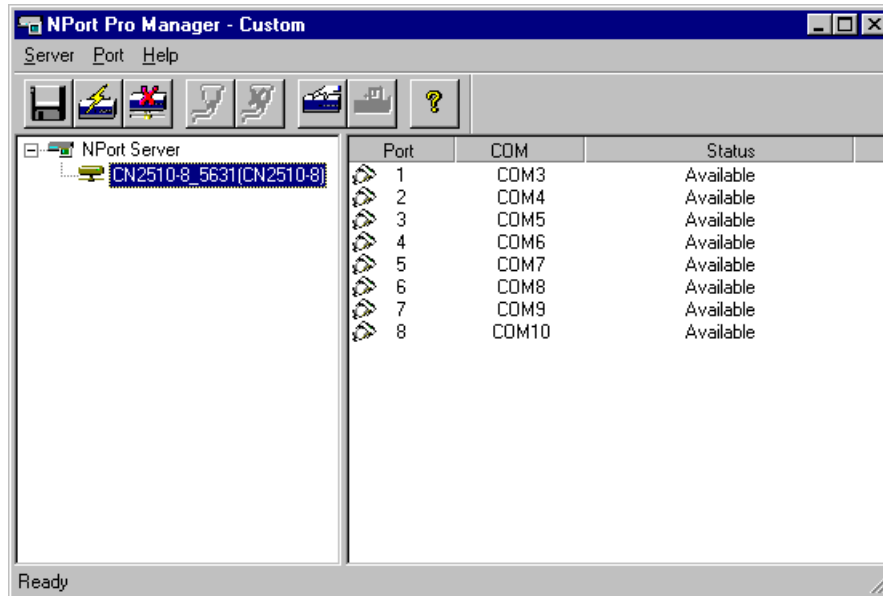 NPort Pro Manager - Custom
Server Port Help
NPort Server
CN2510-8_5631(CN2510-8)
Port COM Status
1 COM3 Available
2 COM4 Available
3 COM5 Available
4 COM6 Available
5 COM7 Available
6 COM8 Available
7 COM9 Available
8 COM10 Available
Ready